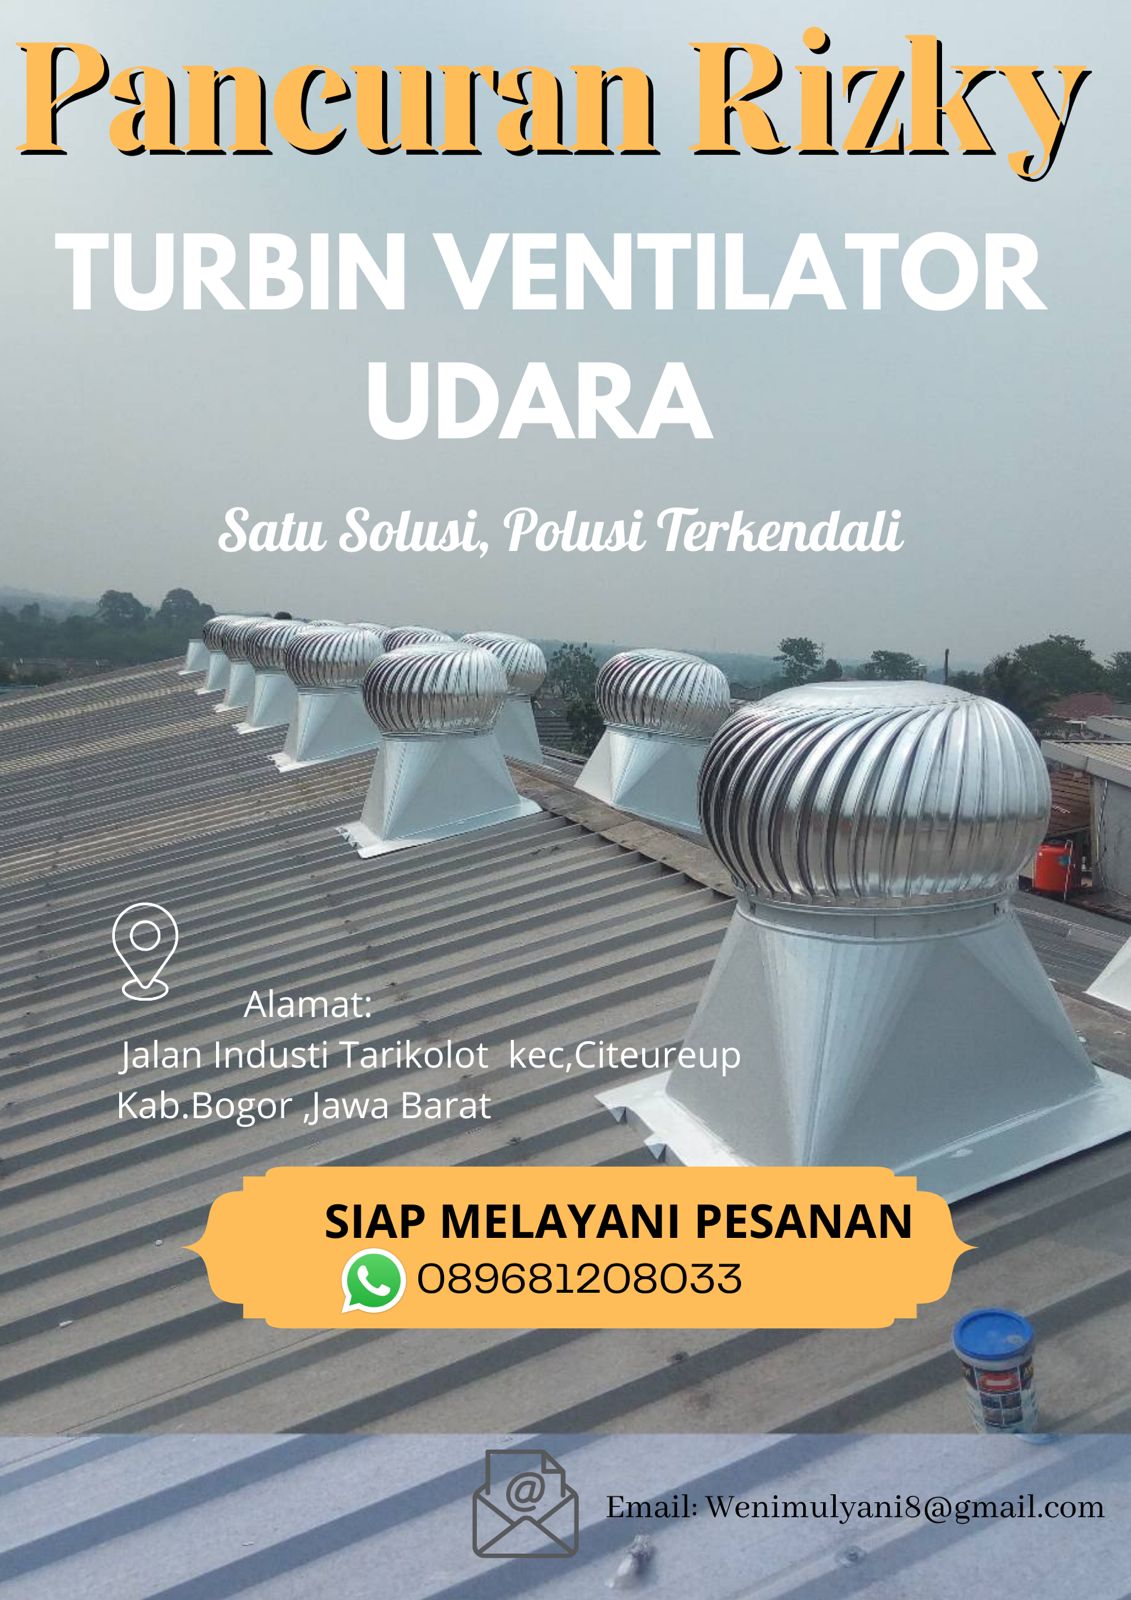 Pancuran Rizky
TURBIN VENTILATOR
UDARA
Satu Solusi, Polusi Terkendali
Alamat:
Jalan Industi Tarikolot kec,Citeureup
Kab.Bogor ,Jawa Barat
SIAP MELAYANI PESANAN
089681208033
@
Email: Wenimulyani8@gmail.com